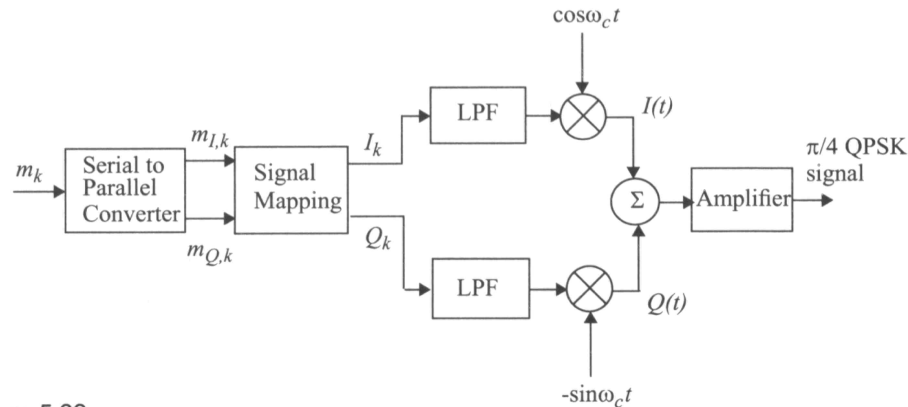 cosω_c t
LPF
I(t)
m_I,k
I_k
π/4 QPSK
signal
m_k
Serial to
Parallel
Converter
Signal
Mapping
Σ
Amplifier
m_Q,k
Q_k
LPF
Q(t)
-sinω_c t